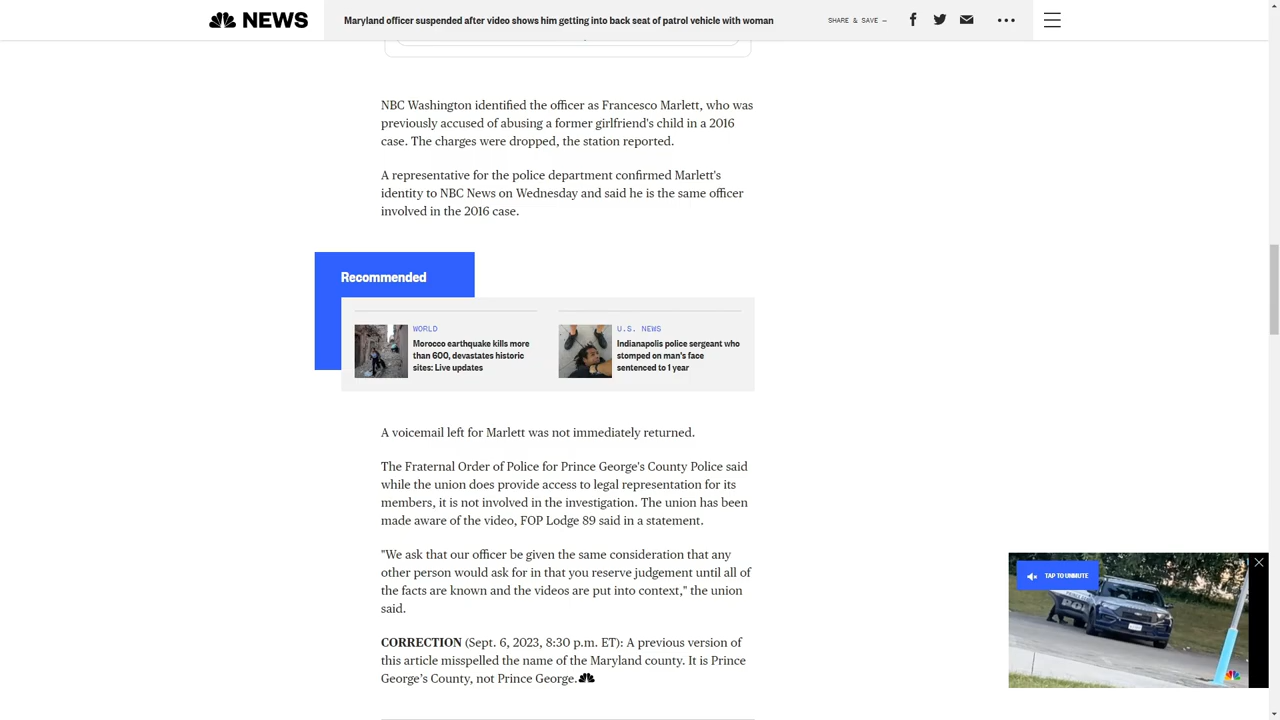 NEWS
Maryland officer suspended after video shows him getting into back seat of patrol vehicle with woman
SHARE & SAVE —
NBC Washington identified the officer as Francesco Marlett, who was
previously accused of abusing a former girlfriend's child in a 2016
case. The charges were dropped, the station reported.
A representative for the police department confirmed Marlett's
identity to NBC News on Wednesday and said he is the same officer
involved in the 2016 case.
Recommended
WORLD
Morocco earthquake kills more
than 600, devastates historic
sites: Live updates
U.S. NEWS
Indianapolis police sergeant who
stomped on man's face
sentenced to 1 year
A voicemail left for Marlett was not immediately returned.
The Fraternal Order of Police for Prince George's County Police said
while the union does provide access to legal representation for its
members, it is not involved in the investigation. The union has been
made aware of the video, FOP Lodge 89 said in a statement.
"We ask that our officer be given the same consideration that any
other person would ask for in that you reserve judgement until all of
the facts are known and the videos are put into context," the union
said.
CORRECTION (Sept. 6, 2023, 8:30 p.m. ET): A previous version of
this article misspelled the name of the Maryland county. It is Prince
George’s County, not Prince George.
TAP TO UNMUTE